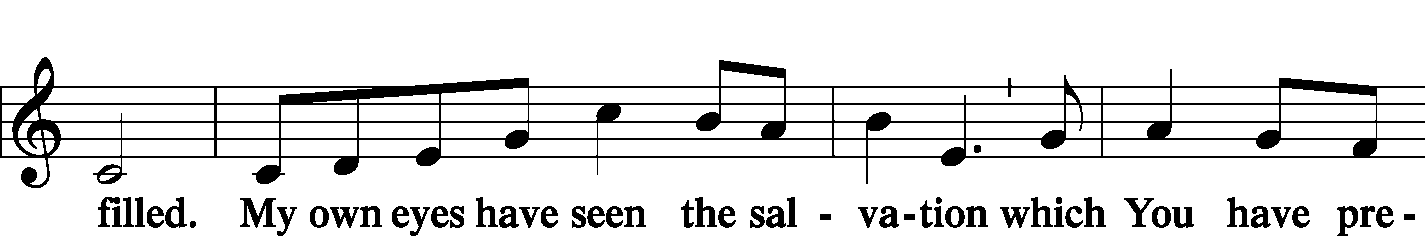 filled. My own eyes have seen the sal - va-tion which You have pre-